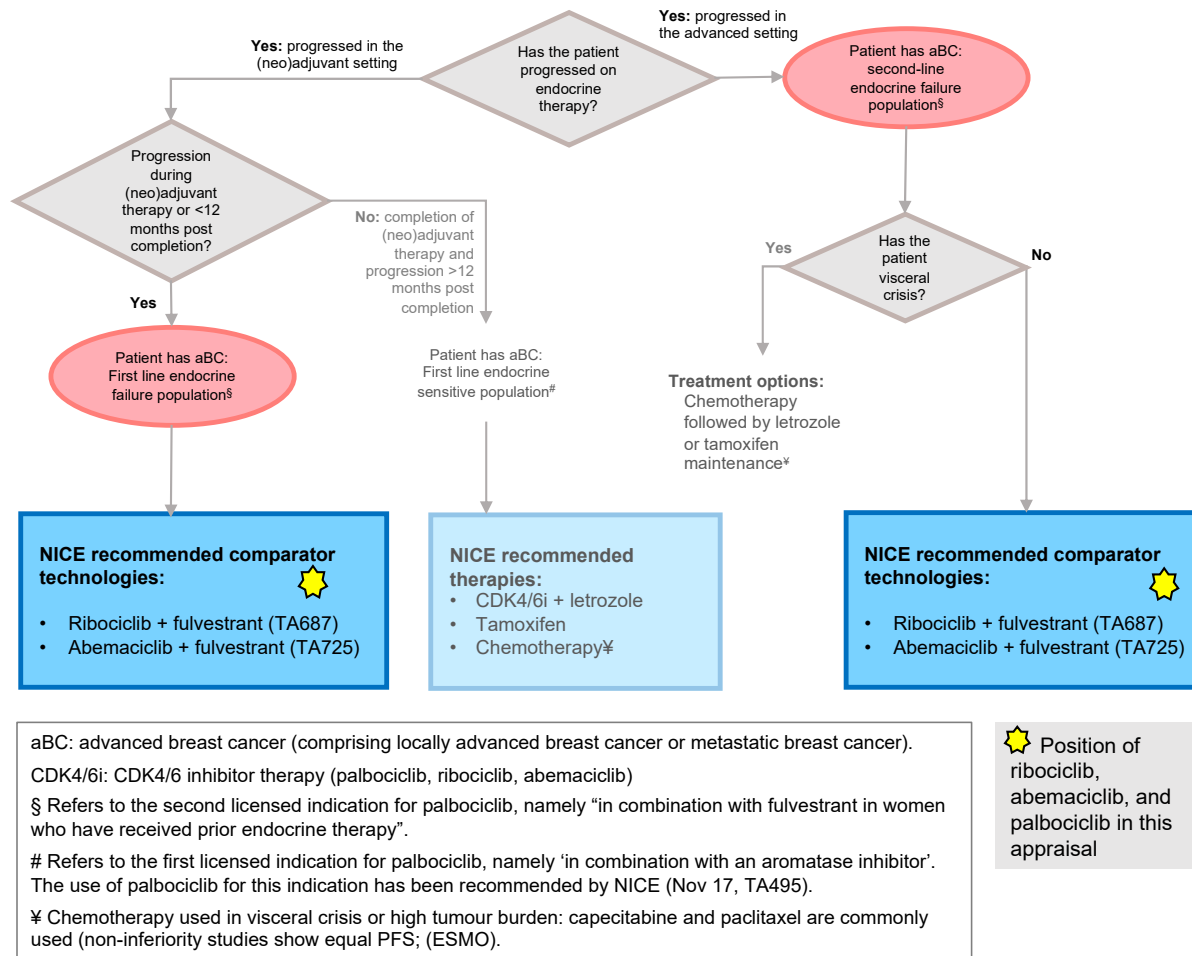 Yes: progressed in the
(neo)adjuvant setting
Has the patient
progressed on
endocrine
therapy?
Yes: progressed in
the advanced setting
Patient has aBC:
second-line
endocrine failure
population§
Progression
during
(neo)adjuvant
therapy or <12
months post
completion?
No: completion of
(neo)adjuvant
therapy and
progression >12
months post
completion
Yes
Has the
patient
visceral
crisis?
No
Yes
Patient has aBC:
First line endocrine
failure population§
Patient has aBC:
First line endocrine
sensitive population#
Treatment options:
Chemotherapy
followed by letrozole
or tamoxifen
maintenance¥
NICE recommended comparator
technologies:
• Ribociclib + fulvestrant (TA687)
• Abemaciclib + fulvestrant (TA725)
NICE recommended
therapies:
• CDK4/6i + letrozole
• Tamoxifen
• Chemotherapy¥
NICE recommended comparator
technologies:
• Ribociclib + fulvestrant (TA687)
• Abemaciclib + fulvestrant (TA725)
aBC: advanced breast cancer (comprising locally advanced breast cancer or metastatic breast cancer).
CDK4/6i: CDK4/6 inhibitor therapy (palbociclib, ribociclib, abemaciclib)
§ Refers to the second licensed indication for palbociclib, namely “in combination with fulvestrant in women
who have received prior endocrine therapy”.
# Refers to the first licensed indication for palbociclib, namely ‘in combination with an aromatase inhibitor’.
The use of palbociclib for this indication has been recommended by NICE (Nov 17, TA495).
¥ Chemotherapy used in visceral crisis or high tumour burden: capecitabine and paclitaxel are commonly
used (non-inferiority studies show equal PFS; (ESMO).
Position of
ribociclib,
abemaciclib, and
palbociclib in this
appraisal